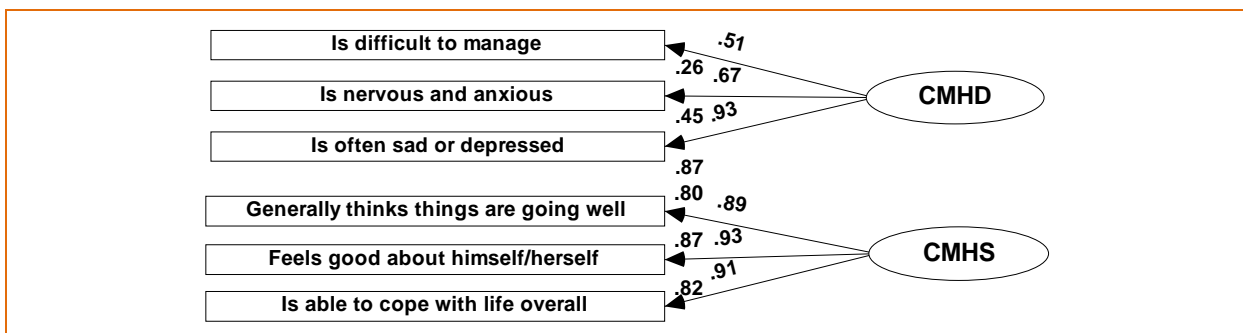 Is difficult to manage
.51
.26 .67
Is nervous and anxious
CMHD
.45 .93
Is often sad or depressed
.87
.80
.89
Generally thinks things are going well
.87 .93
Feels good about himself/herself
CMHS
.91
.82
Is able to cope with life overall